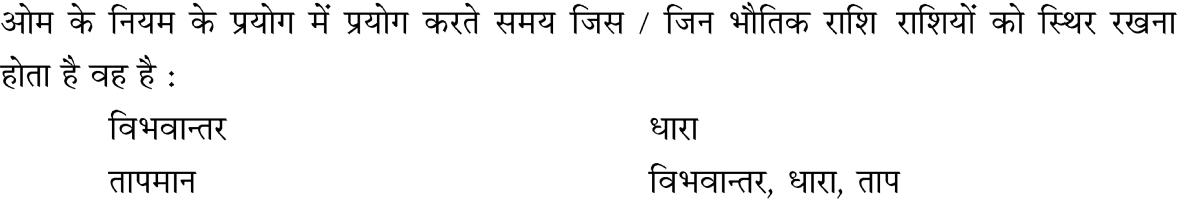 ओम के नियम के प्रयोग में प्रयोग करते समय जिस / जिन भौतिक राशि राशियों को स्थिर रखना
होता है वह है :
विभवान्तर धारा
तापमान विभवान्तर, धारा, ताप